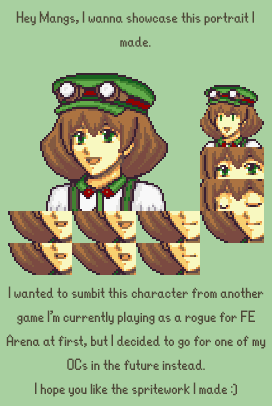 Hey Mangs, I wanna showcase this portrait I
made.
I wanted to sumbit this character from another
game I'm currently playing as a rogue for FE
Arena at first, but I decided to go for one of my
OCs in the future instead.
I hope you like the spritework I made :)